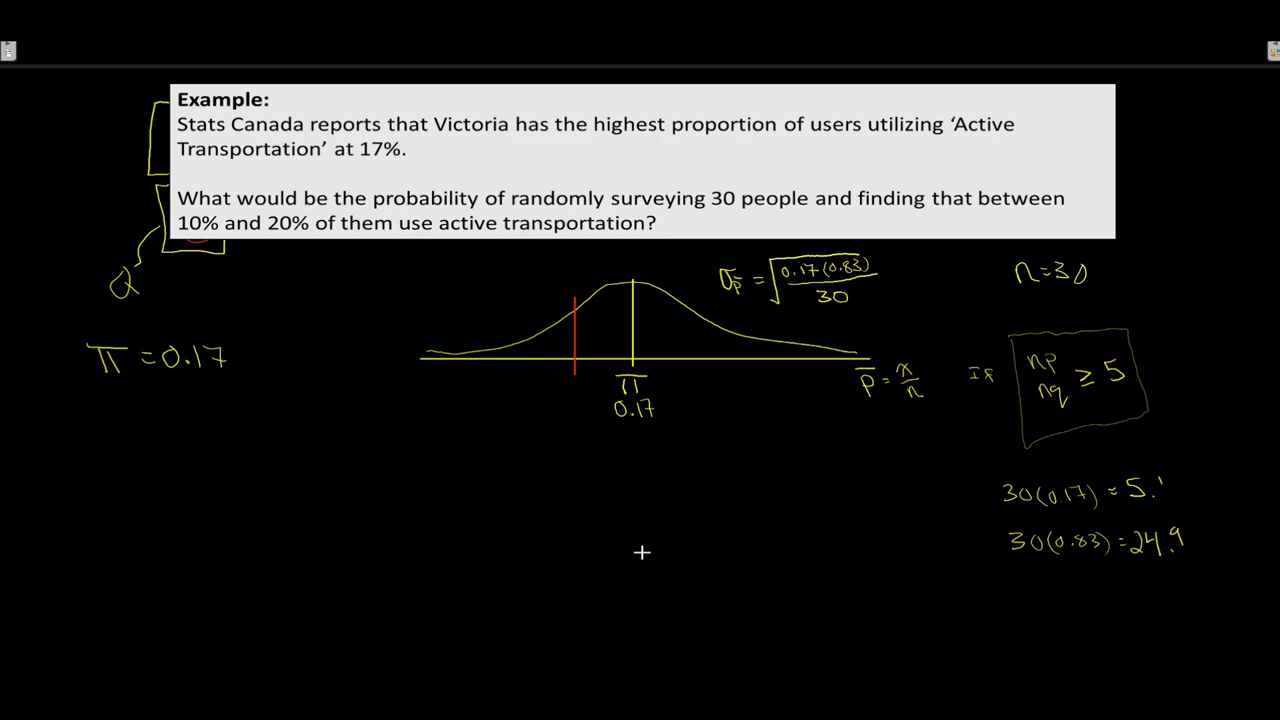 Example:
Stats Canada reports that Victoria has the highest proportion of users utilizing ‘Active
Transportation’ at 17%.
What would be the probability of randomly surveying 30 people and finding that between
10% and 20% of them use active transportation?
Q
π = 0.17
σp̄ = √(0.17(0.83)/30)
n=30
π
0.17
p̄ = x/n
IF
np
nq ≥ 5
30(0.17) = 5.1
30(0.83) = 24.9